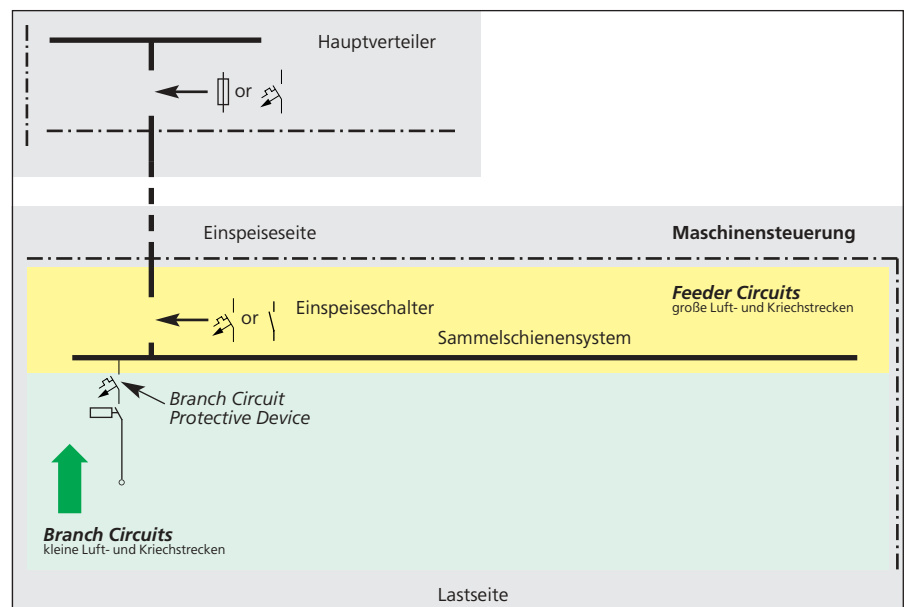 Hauptverteiler
or
Einspeiseseite
Maschinensteuerung
Feeder Circuits
große Luft- und Kriechstrecken
or
Einspeiseschalter
Sammelschienensystem
Branch Circuit
Protective Device
Branch Circuits
kleine Luft- und Kriechstrecken
Lastseite